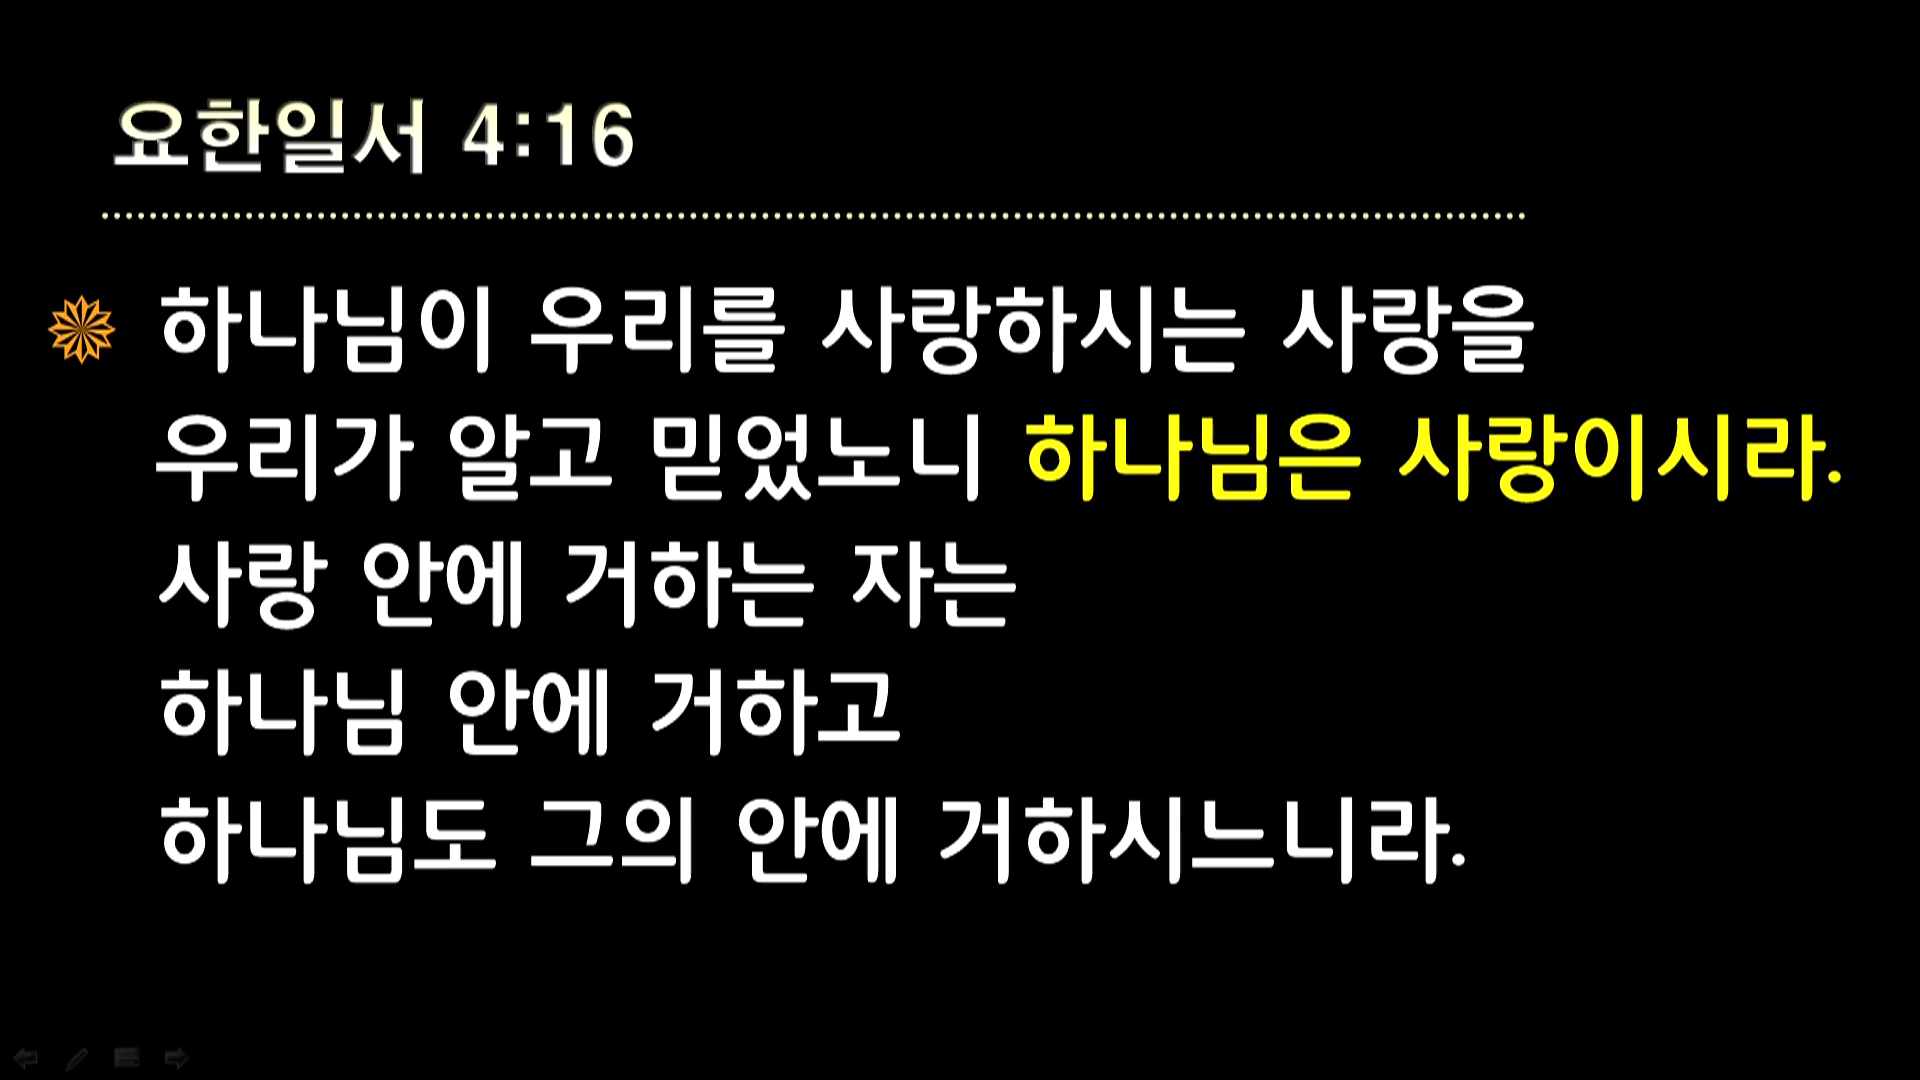 요한일서 4:16
하나님이 우리를 사랑하시는 사랑을
우리가 알고 믿었노니 하나님은 사랑이시라.
사랑 안에 거하는 자는
하나님 안에 거하고
하나님도 그의 안에 거하시느니라.